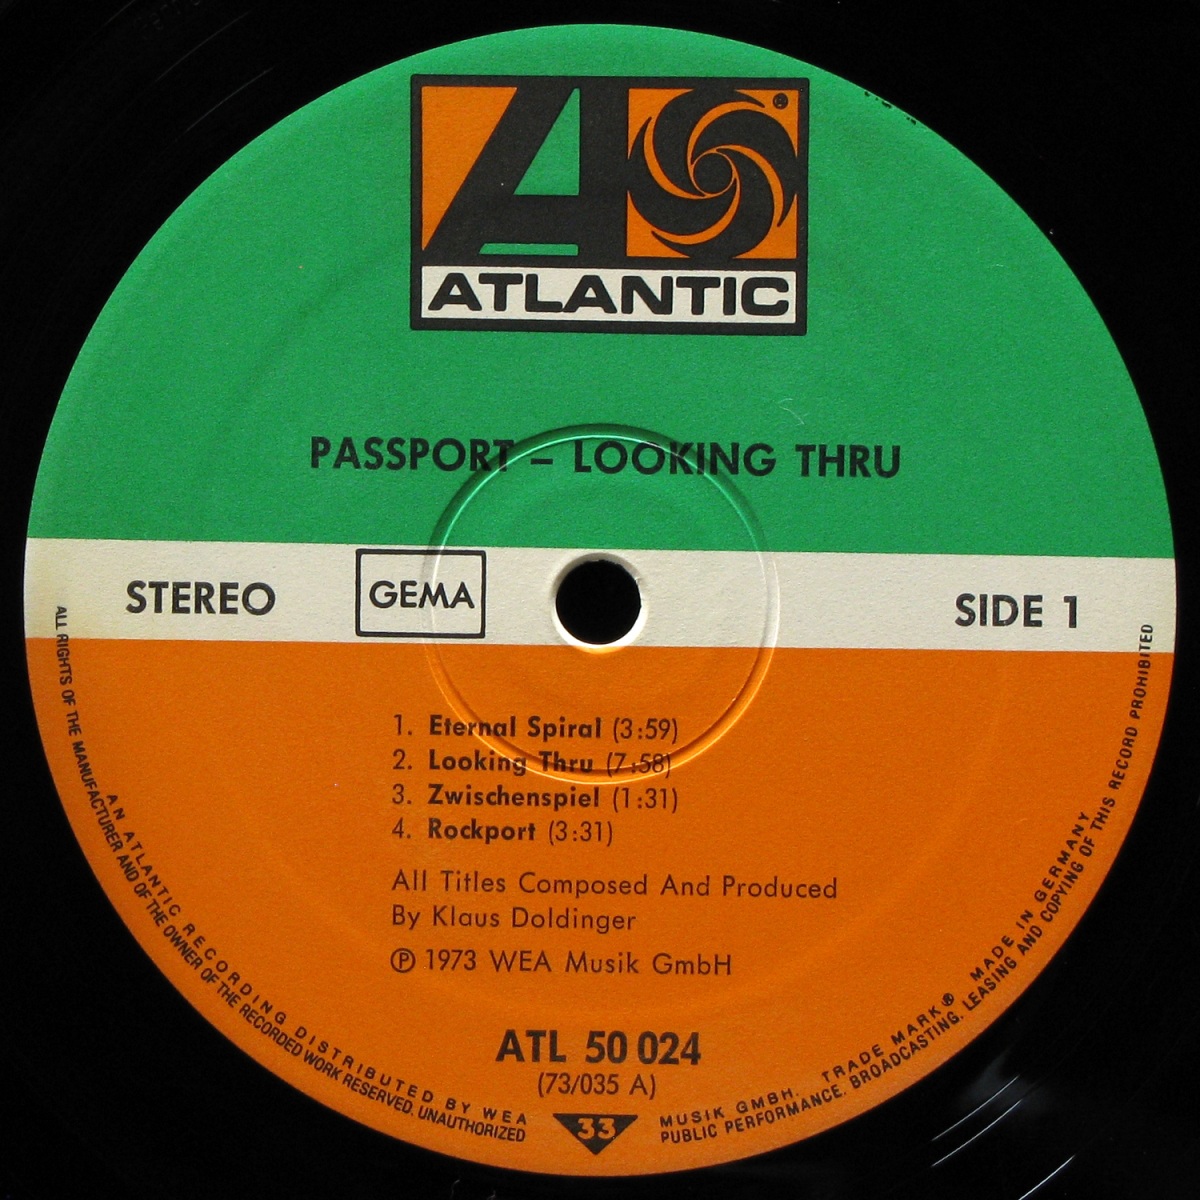 ®
ATLANTIC
PASSPORT – LOOKING THRU
STEREO
GEMA
SIDE 1
1. Eternal Spiral (3:59)
2. Looking Thru (7:58)
3. Zwischenspiel (1:31)
4. Rockport (3:31)
All Titles Composed And Produced
By Klaus Doldinger
℗ 1973 WEA Musik GmbH
ATL 50 024
(73/035 A)
33
AN ATLANTIC RECORDING DISTRIBUTED BY WEA MUSIK GMBH. TRADE MARK® MADE IN GERMANY
ALL RIGHTS OF THE MANUFACTURER AND OF THE OWNER OF THE RECORDED WORK RESERVED. UNAUTHORIZED PUBLIC PERFORMANCE. BROADCASTING. LEASING AND COPYING OF THIS RECORD PROHIBITED